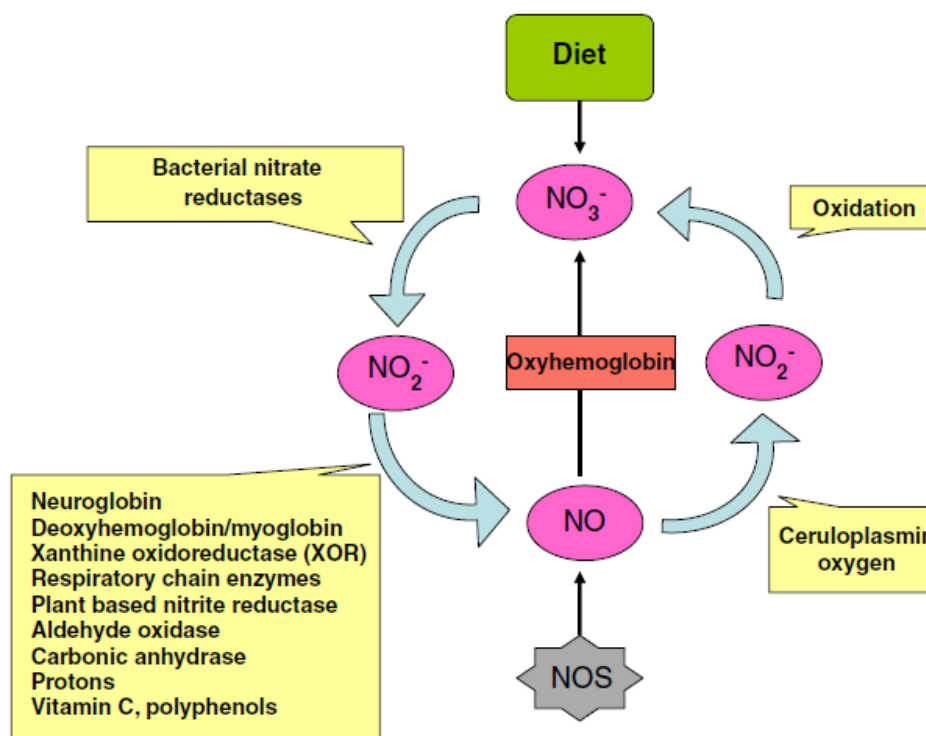 Diet
Bacterial nitrate
reductases
NO3-
Oxidation
NO2-
Oxyhemoglobin
NO2-
Neuroglobin
Deoxyhemoglobin/myoglobin
Xanthine oxidoreductase (XOR)
Respiratory chain enzymes
Plant based nitrite reductase
Aldehyde oxidase
Carbonic anhydrase
Protons
Vitamin C, polyphenols
NO
Ceruloplasmin
oxygen
NOS